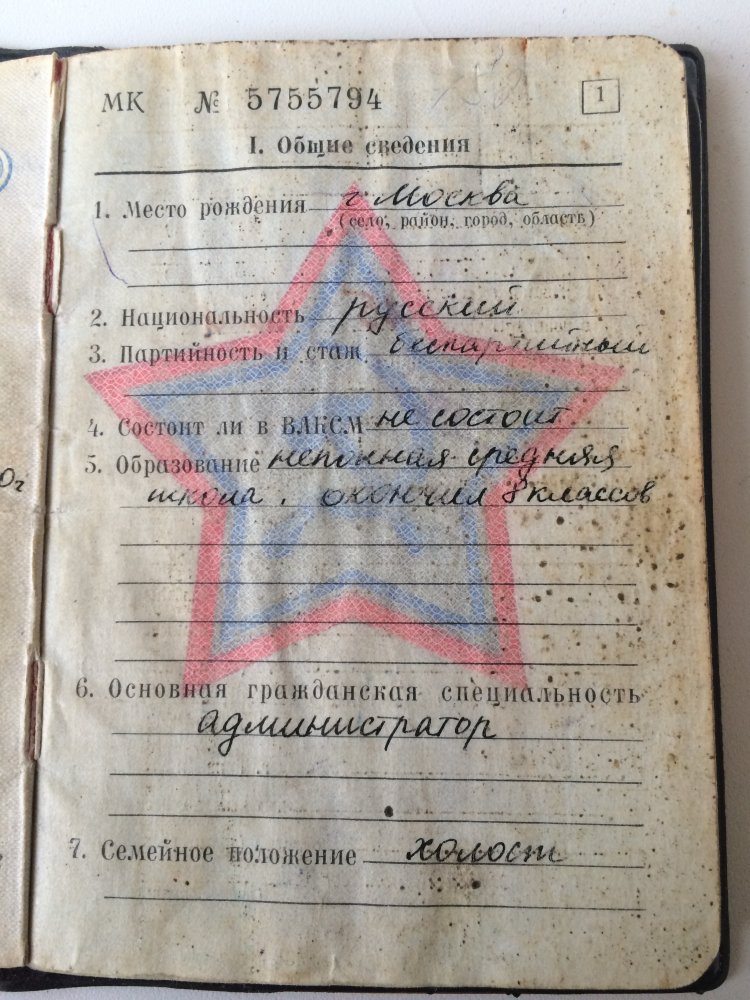 МК № 5755794 1
I. Общие сведения
1. Место рождения г. Москва
(село, район, город, область)
2. Национальность русский
3. Партийность и стаж беспартийный
4. Состоит ли в ВЛКСМ не состоит
5. Образование неполная средняя
школа. окончил 8 классов
6. Основная гражданская специальность
администратор
7. Семейное положение холост